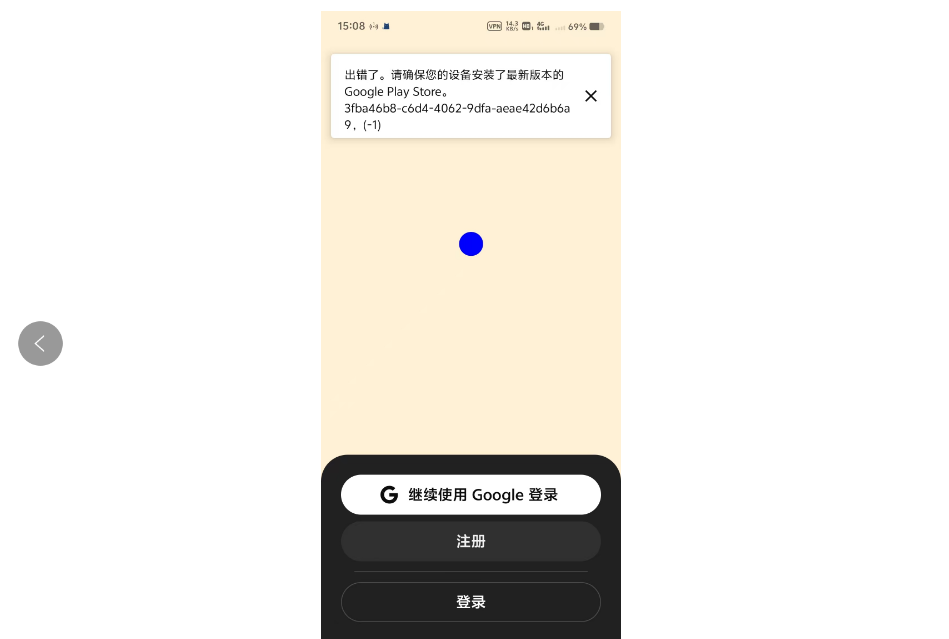 15:08
VPN 14.3 KB/s HD 4G 69%
出错了。请确保您的设备安装了最新版本的
Google Play Store。
3fba46b8-c6d4-4062-9dfa-aeae42d6b6a
9，(-1)
继续使用 Google 登录
注册
登录